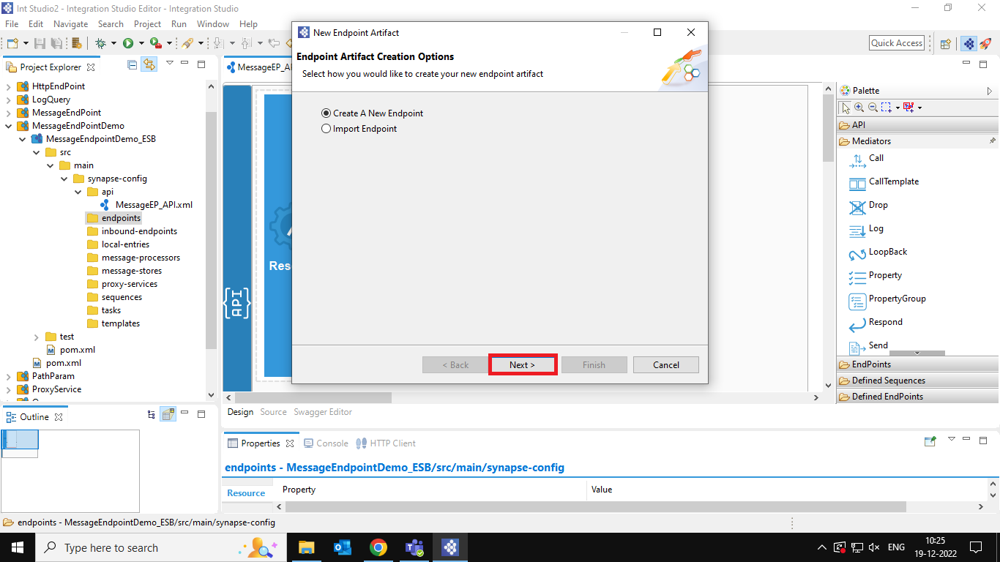 Int Studio2 - Integration Studio Editor - Integration Studio
File Edit Navigate Search Project Run Window Help
Quick Access
Project Explorer
HttpEndPoint
LogQuery
MessageEndPoint
MessageEndPointDemo
MessageEndpointDemo_ESB
src
main
synapse-config
api
MessageEP_API.xml
endpoints
inbound-endpoints
local-entries
message-processors
message-stores
proxy-services
sequences
tasks
templates
test
pom.xml
pom.xml
PathParam
ProxyService
Outline
MessageEP_AP
Res
{API}
New Endpoint Artifact
Endpoint Artifact Creation Options
Select how you would like to create your new endpoint artifact
Create A New Endpoint
Import Endpoint
< Back Next > Finish Cancel
Palette
API
Mediators
Call
CallTemplate
Drop
Log
LoopBack
Property
PropertyGroup
Respond
Send
EndPoints
Defined Sequences
Defined EndPoints
Design Source Swagger Editor
Properties Console HTTP Client
endpoints - MessageEndpointDemo_ESB/src/main/synapse-config
Resource Property Value
endpoints - MessageEndpointDemo_ESB/src/main/synapse-config
Type here to search
ENG
10:25
19-12-2022